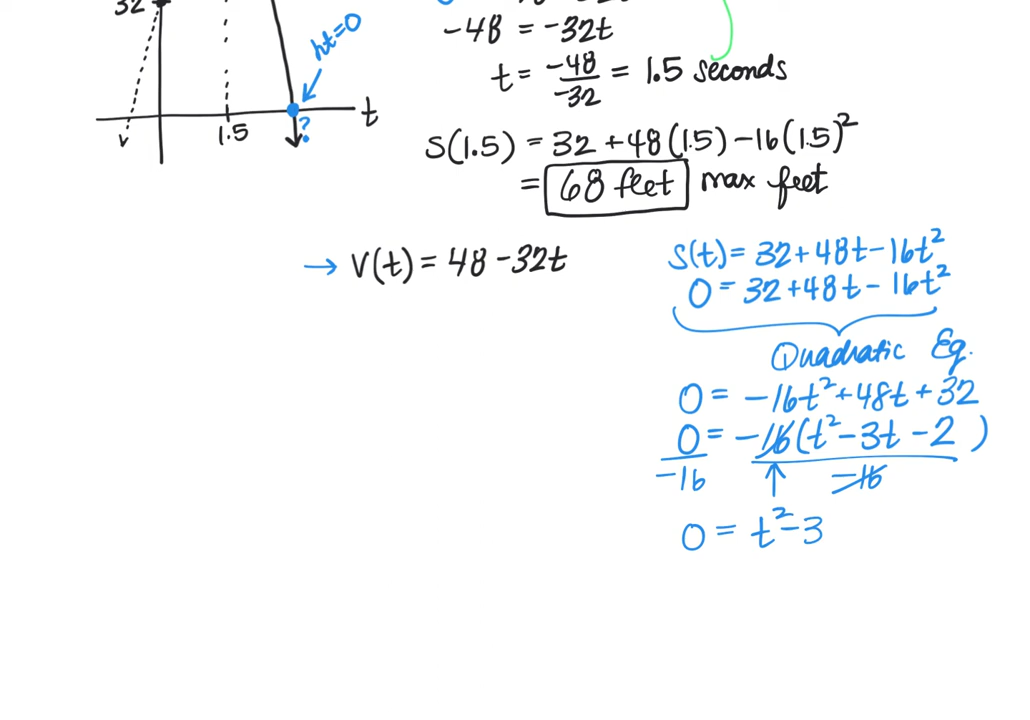 32
ht=0
-48 = -32t
t = -48/-32 = 1.5 seconds
t
1.5
?
S(1.5) = 32 + 48(1.5) - 16(1.5)²
= 68 feet max feet
→ V(t) = 48 - 32t
S(t) = 32 + 48t - 16t²
0 = 32 + 48t - 16t²
Quadratic Eq.
0 = -16t² + 48t + 32
0 = -16(t² - 3t - 2 )
-16 ↑ -16
0 = t² - 3